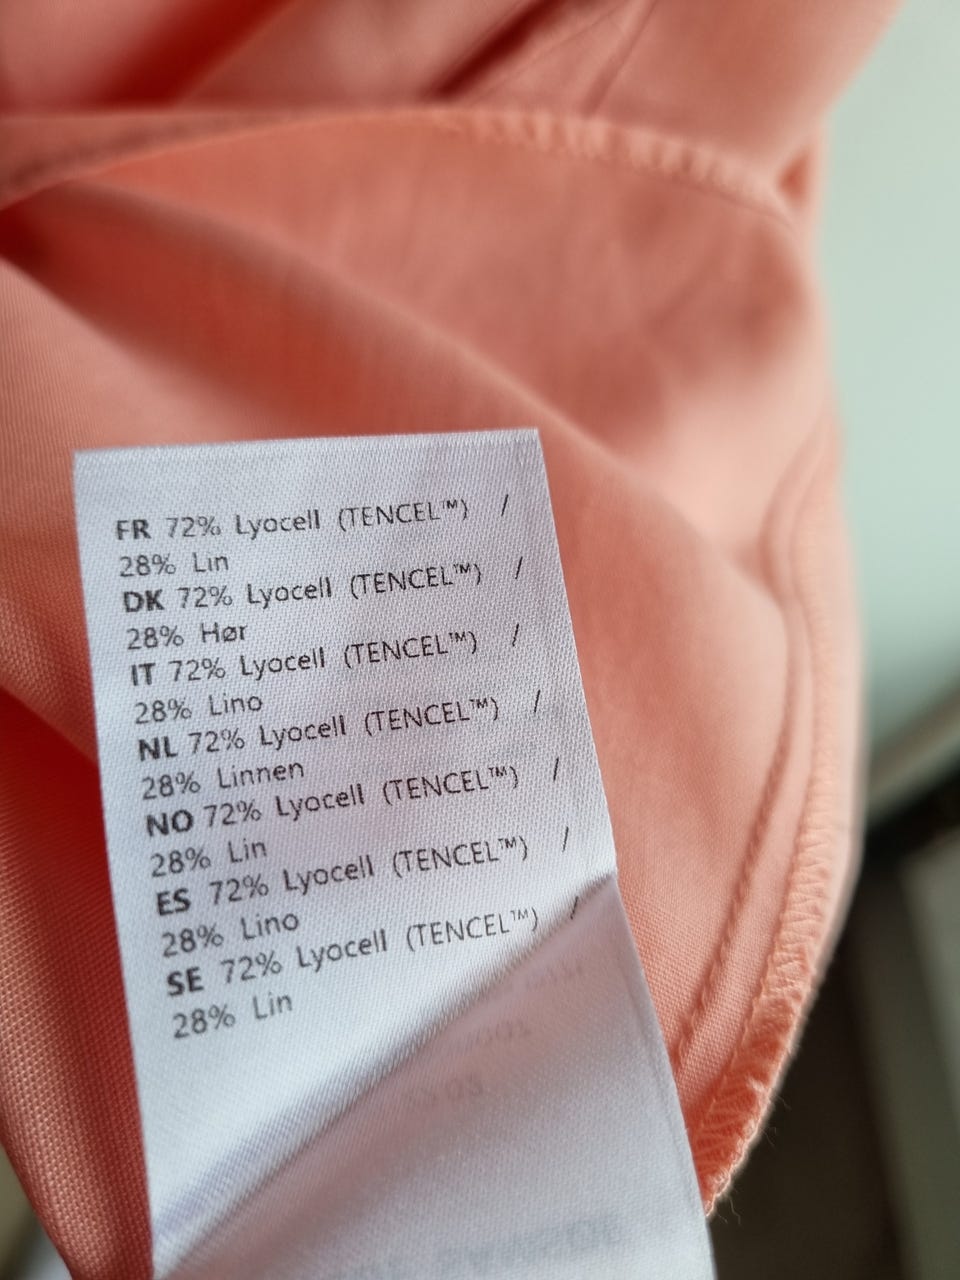 FR 72% Lyocell (TENCEL™) /
28% Lin
DK 72% Lyocell (TENCEL™) /
28% Hør
IT 72% Lyocell (TENCEL™) /
28% Lino
NL 72% Lyocell (TENCEL™) /
28% Linnen
NO 72% Lyocell (TENCEL™) /
28% Lin
ES 72% Lyocell (TENCEL™) /
28% Lino
SE 72% Lyocell (TENCEL™) /
28% Lin